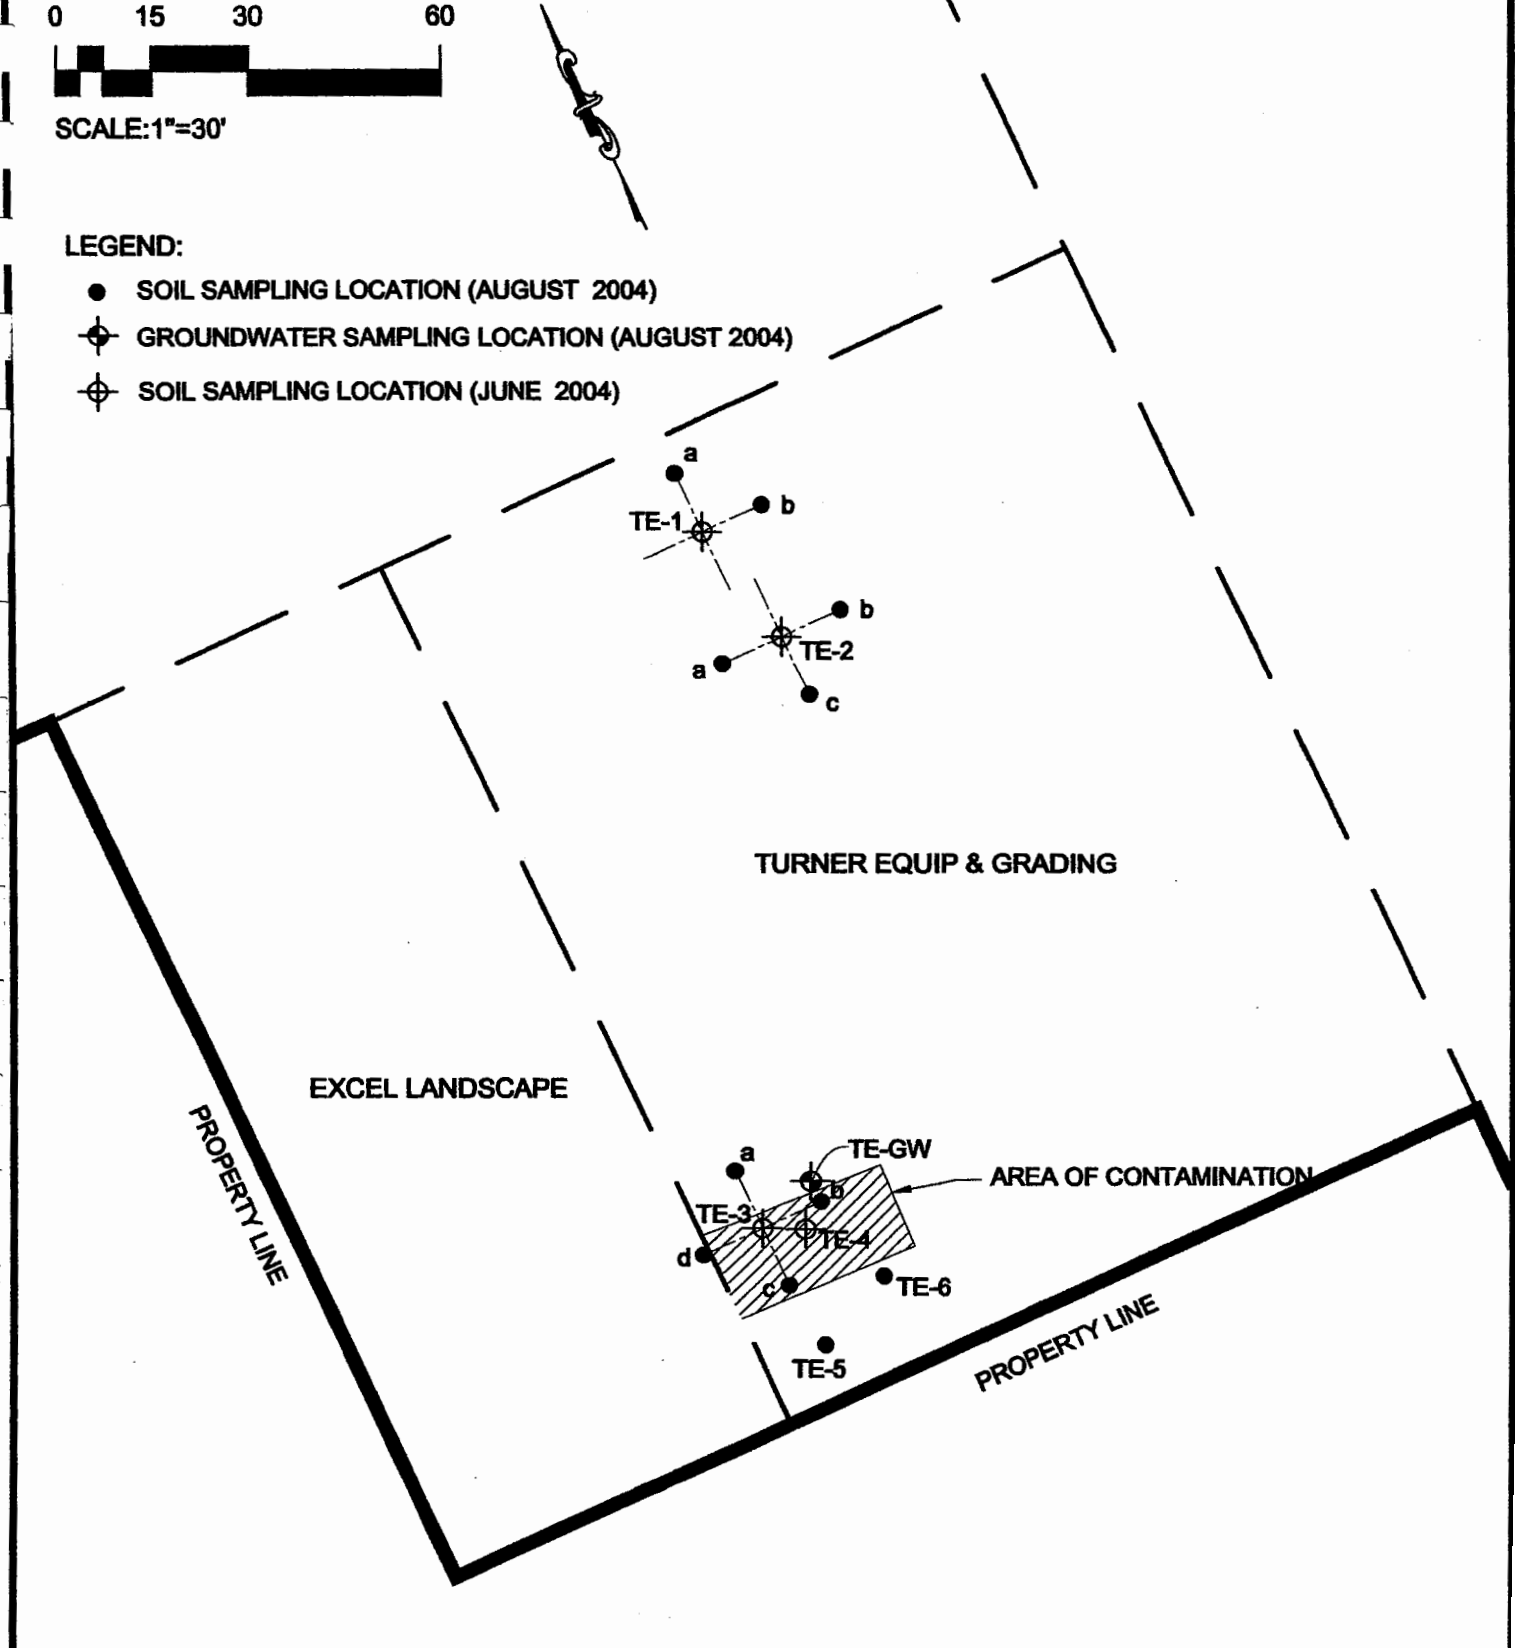 0 15 30 60
SCALE:1"=30'
LEGEND:
SOIL SAMPLING LOCATION (AUGUST 2004)
GROUNDWATER SAMPLING LOCATION (AUGUST 2004)
SOIL SAMPLING LOCATION (JUNE 2004)
a
b
TE-1
b
TE-2
a
c
TURNER EQUIP & GRADING
EXCEL LANDSCAPE
PROPERTY LINE
a
TE-GW
AREA OF CONTAMINATION
b
TE-3
TE-4
d
c
TE-6
TE-5
PROPERTY LINE